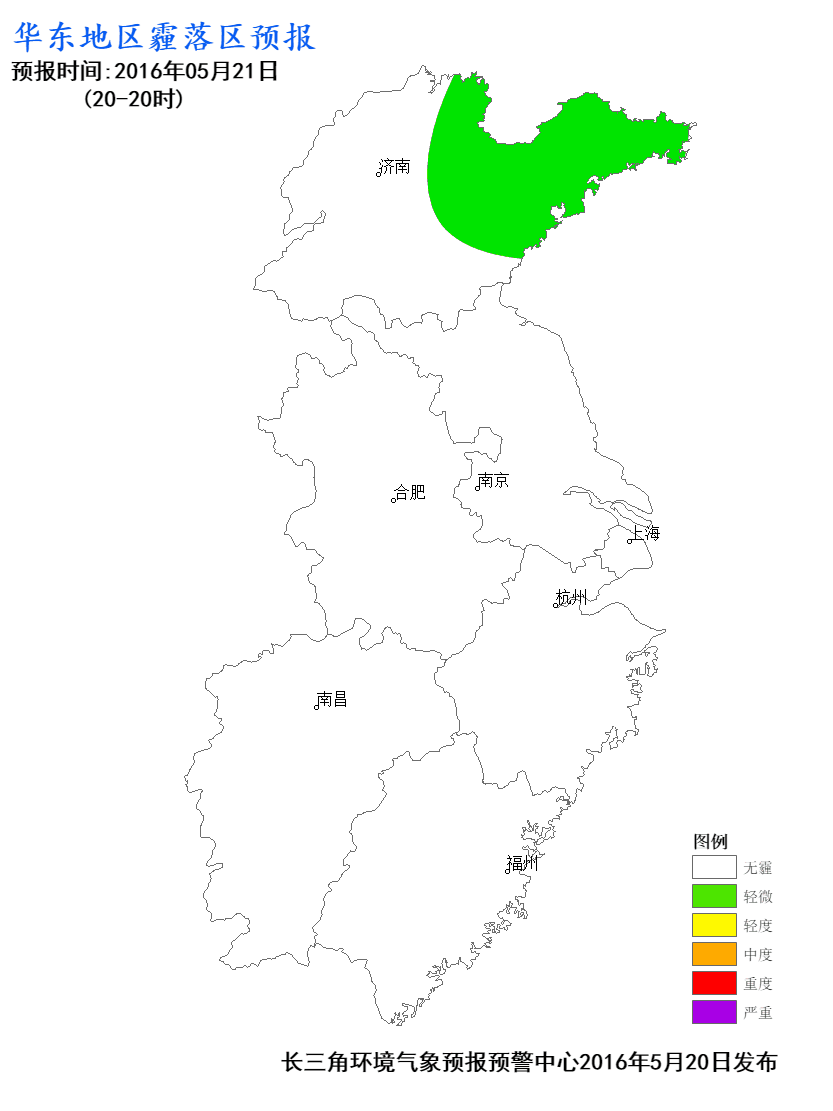 华东地区霾落区预报
预报时间:2016年05月21日
(20-20时)
济南
合肥
南京
上海
杭州
南昌
福州
图例
无霾
轻微
轻度
中度
重度
严重
长三角环境气象预报预警中心2016年5月20日发布